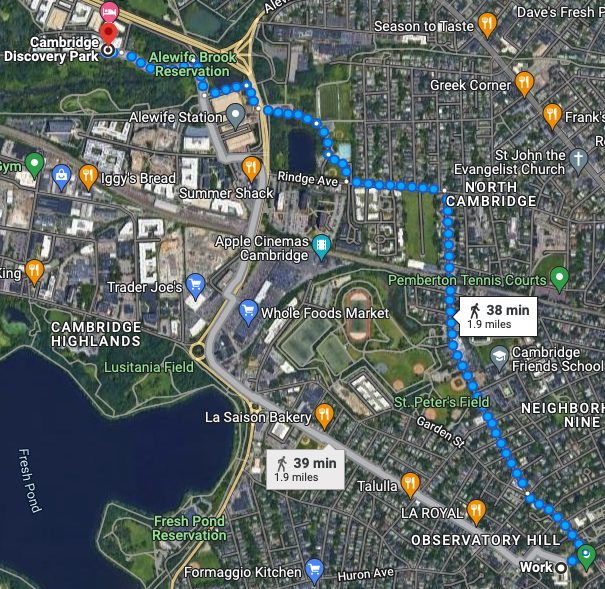 Alew
Dave's Fresh P
Season to Taste
Cambridge
Discovery Park
Alewife Brook
Reservation
Greek Corner
Alewife Station
Frank's
St John the
Evangelist Church
Ro
Gym
Iggy's Bread
Summer Shack
Rindge Ave
NORTH
CAMBRIDGE
Apple Cinemas
Cambridge
King
Trader Joe's
Pemberton Tennis Courts
Whole Foods Market
38 min
1.9 miles
CAMBRIDGE
HIGHLANDS
Lusitania Field
Cambridge
Friends School
St. Peter's Field
NEIGHBORH
NINE
La Saison Bakery
Garden St
39 min
1.9 miles
Fresh Pond
Talulla
LA ROYAL
Fresh Pond
Reservation
OBSERVATORY HILL
Work
Formaggio Kitchen
Huron Ave